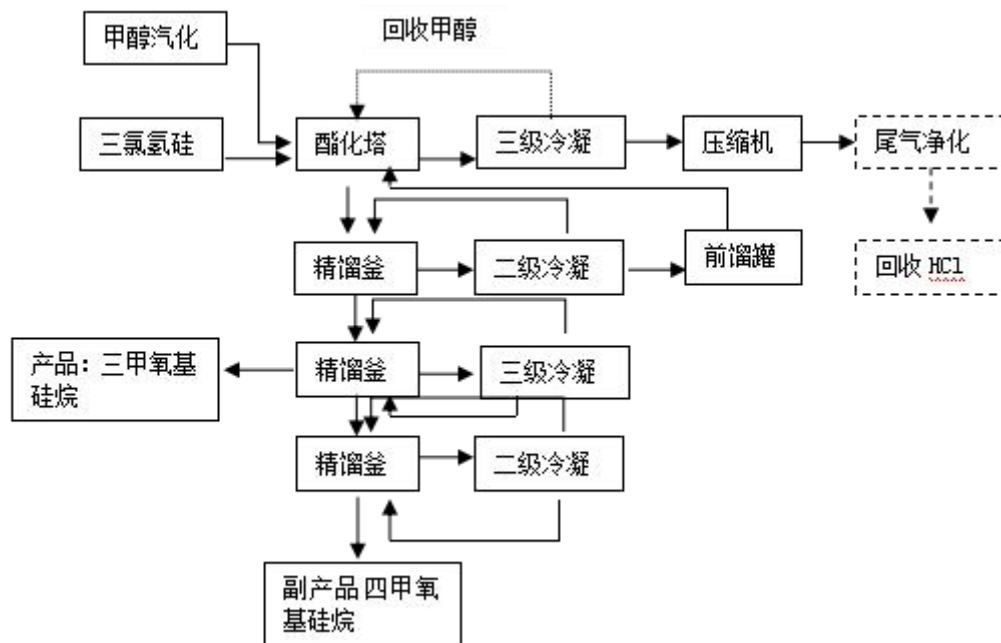 回收甲醇
甲醇汽化
三氯氢硅
酯化塔
三级冷凝
压缩机
尾气净化
精馏釜
二级冷凝
前馏罐
回收 HCl
产品：三甲氧基
硅烷
精馏釜
三级冷凝
精馏釜
二级冷凝
副产品四甲氧
基硅烷